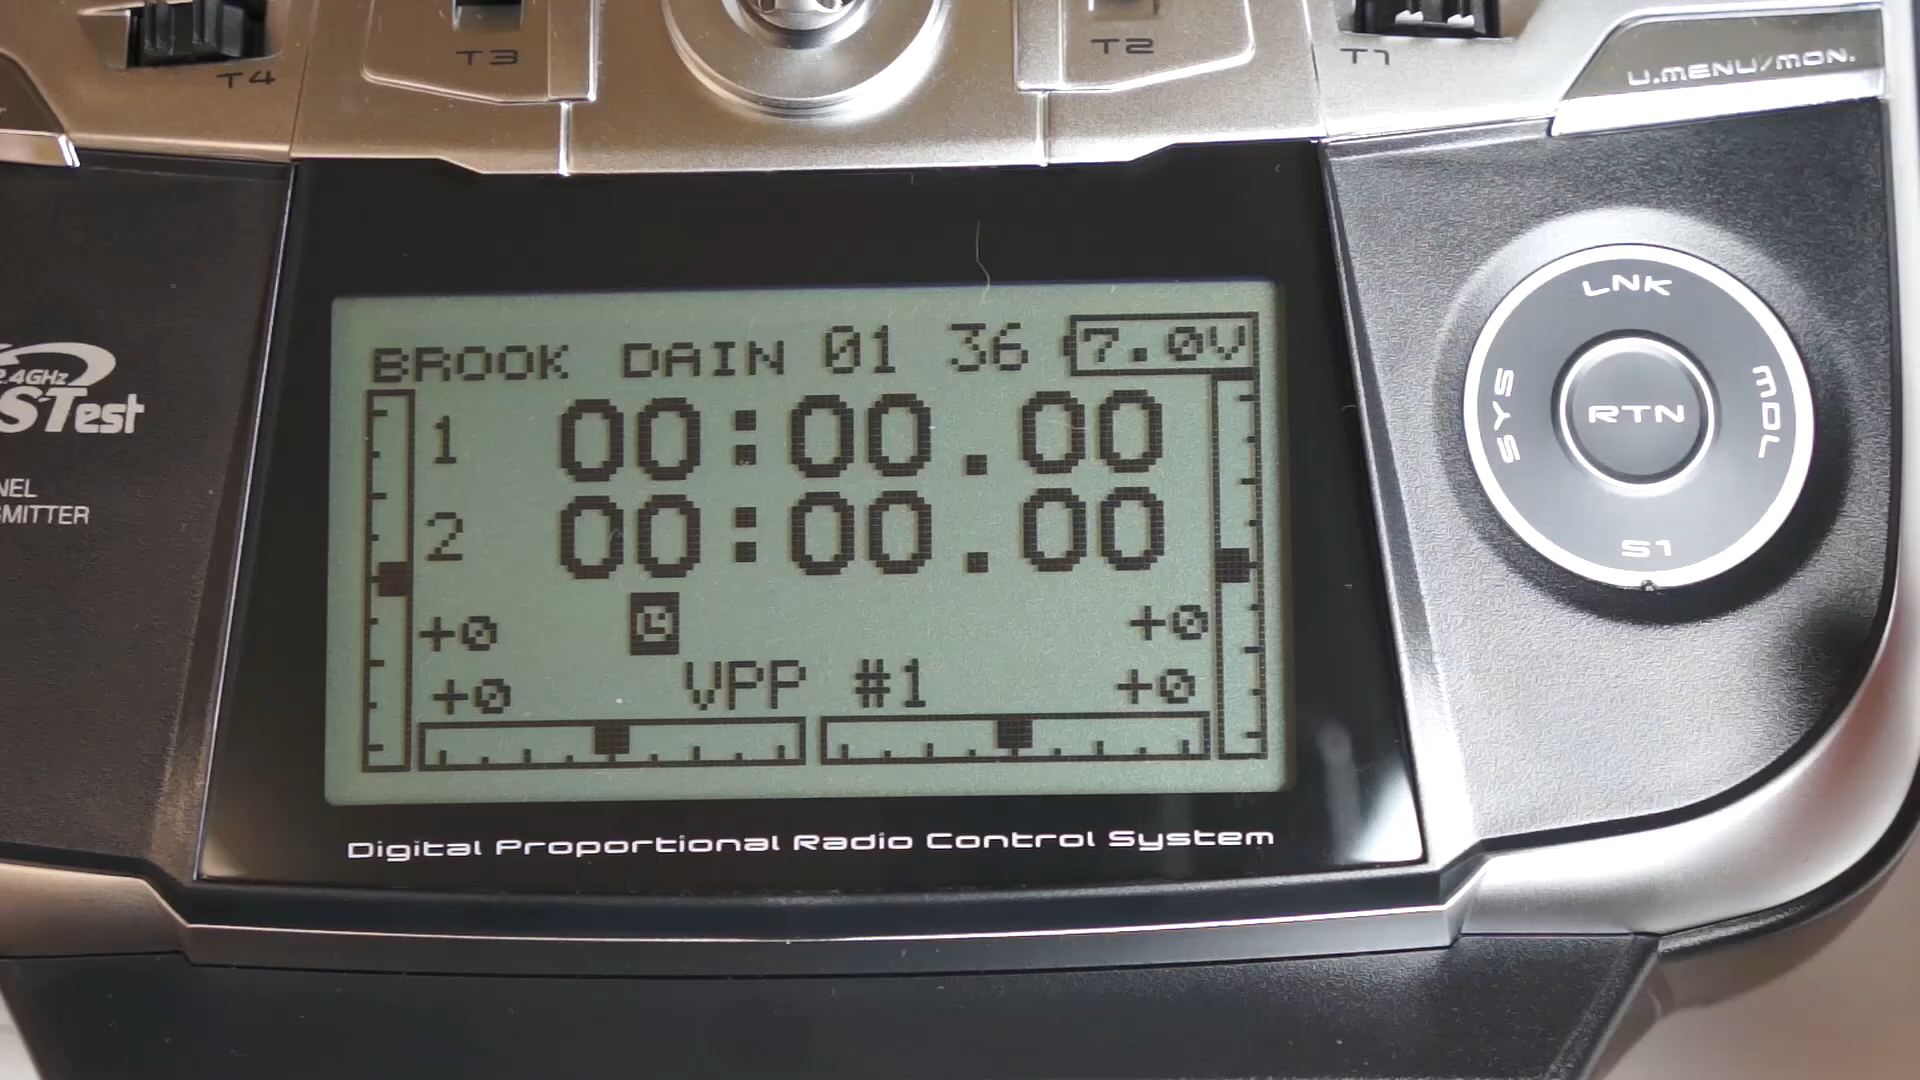 T4
T3
T2
T1
U.MENU/MON.
2.4GHz
STest
NEL
SMITTER
BROOK DAIN 01 36 7.0V
1 00:00.00
2 00:00.00
+0 +0
+0 VPP #1 +0
LNK
SYS
RTN
MDL
S1
Digital Proportional Radio Control System